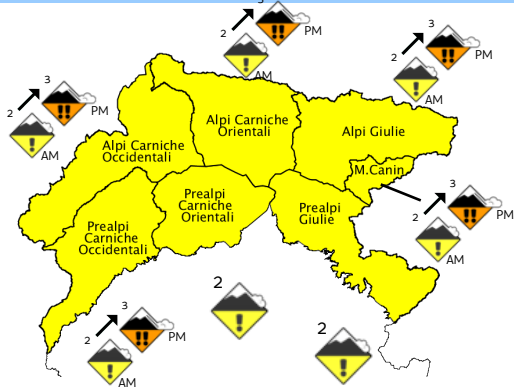 3
2
PM
AM
3
2
PM
AM
3
2
PM
AM
Alpi Carniche
Orientali
Alpi Giulie
Alpi Carniche
Occidentali
M.Canin
Prealpi
Carniche
Orientali
Prealpi
Giulie
Prealpi
Carniche
Occidentali
3
2
PM
AM
2
3
2
PM
AM
2